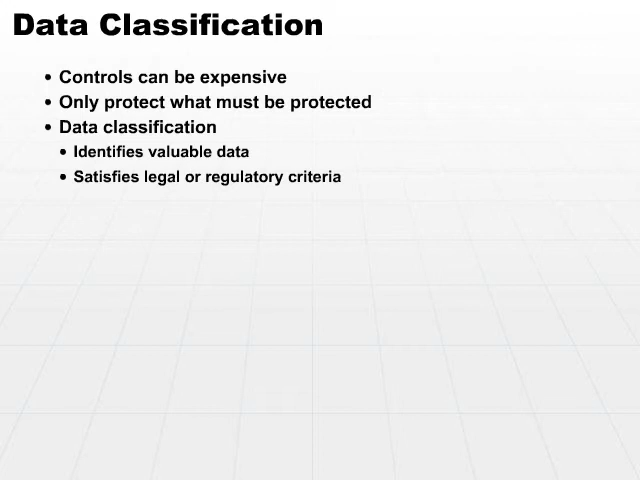 Data Classification
• Controls can be expensive
• Only protect what must be protected
• Data classification
• Identifies valuable data
• Satisfies legal or regulatory criteria